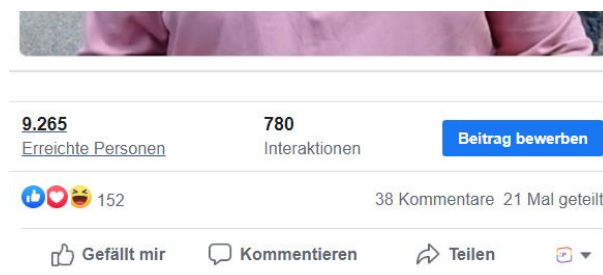 9.265 780
Erreichte Personen Interaktionen Beitrag bewerben
152 38 Kommentare 21 Mal geteilt
Gefällt mir Kommentieren Teilen